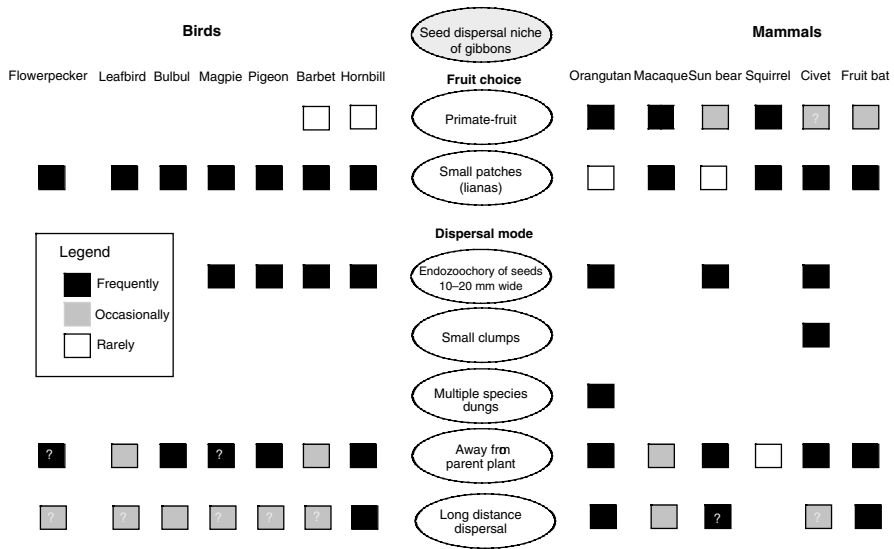 Birds
Seed dispersal niche
of gibbons
Mammals
Flowerpecker Leafbird Bulbul Magpie Pigeon Barbet Hornbill
Fruit choice
Orangutan Macaque Sun bear Squirrel Civet Fruit bat
Primate-fruit
?
Small patches
(lianas)
Dispersal mode
Legend
Frequently
Occasionally
Rarely
Endozoochory of seeds
10–20 mm wide
Small clumps
Multiple species
dungs
? ?
Away from
parent plant
? ? ? ? ?
Long distance
dispersal
? ?